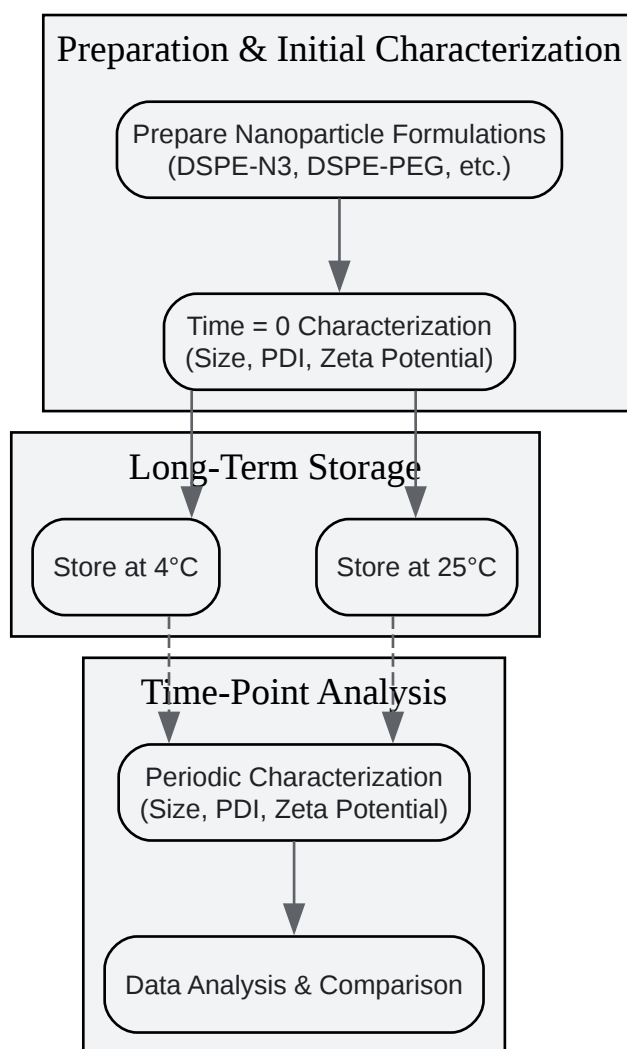 Preparation & Initial Characterization
Prepare Nanoparticle Formulations
(DSPE-N3, DSPE-PEG, etc.)
Time = 0 Characterization
(Size, PDI, Zeta Potential)
Long-Term Storage
Store at 4°C
Store at 25°C
Time-Point Analysis
Periodic Characterization
(Size, PDI, Zeta Potential)
Data Analysis & Comparison